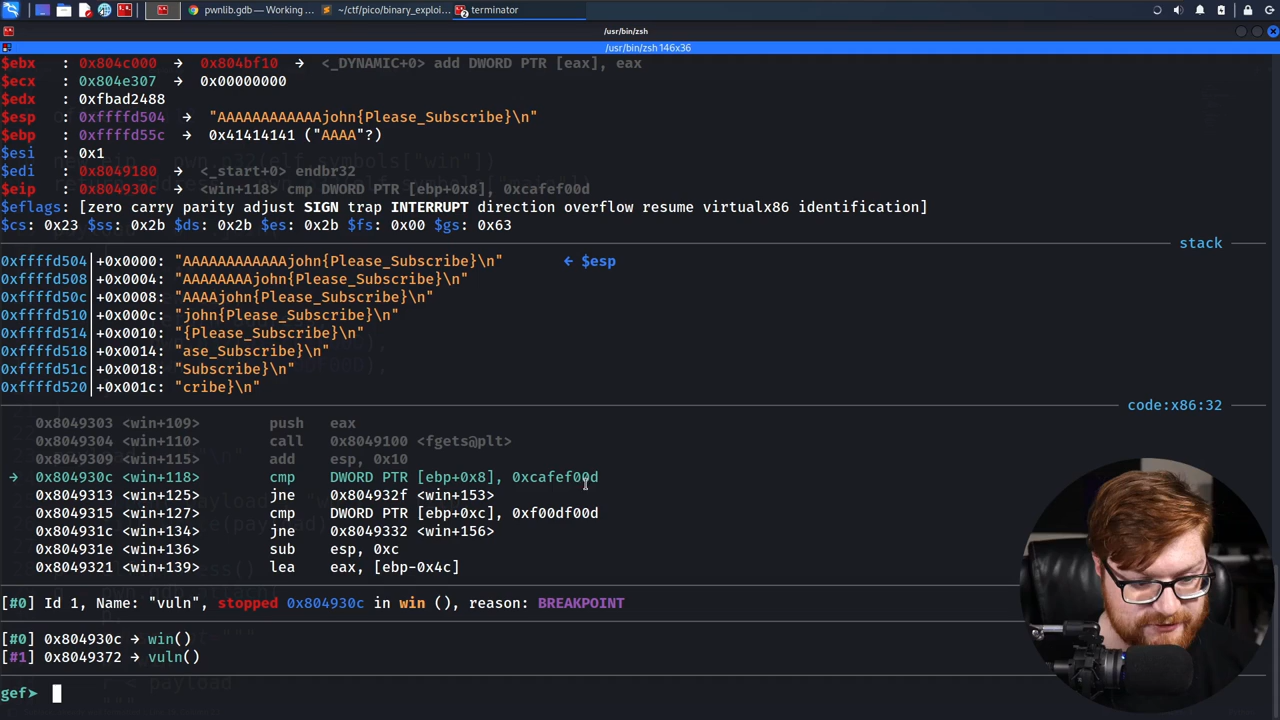 pwnlib.gdb — Working ... ~/ctf/pico/binary_exploi... terminator
/usr/bin/zsh
/usr/bin/zsh 146x36
$ebx : 0x804c000 → 0x804bf10 → <_DYNAMIC+0> add DWORD PTR [eax], eax
$ecx : 0x804e307 → 0x00000000
$edx : 0xfbad2488
$esp : 0xffffd504 → "AAAAAAAAAAAAjohn{Please_Subscribe}\n"
$ebp : 0xffffd55c → 0x41414141 ("AAAA"?)
$esi : 0x1
$edi : 0x8049180 → <_start+0> endbr32
$eip : 0x804930c → <win+118> cmp DWORD PTR [ebp+0x8], 0xcafef00d
$eflags: [zero carry parity adjust SIGN trap INTERRUPT direction overflow resume virtualx86 identification]
$cs: 0x23 $ss: 0x2b $ds: 0x2b $es: 0x2b $fs: 0x00 $gs: 0x63
stack
0xffffd504│+0x0000: "AAAAAAAAAAAAjohn{Please_Subscribe}\n" ← $esp
0xffffd508│+0x0004: "AAAAAAAAjohn{Please_Subscribe}\n"
0xffffd50c│+0x0008: "AAAAjohn{Please_Subscribe}\n"
0xffffd510│+0x000c: "john{Please_Subscribe}\n"
0xffffd514│+0x0010: "{Please_Subscribe}\n"
0xffffd518│+0x0014: "ase_Subscribe}\n"
0xffffd51c│+0x0018: "Subscribe}\n"
0xffffd520│+0x001c: "cribe}\n"
code:x86:32
0x8049303 <win+109> push eax
0x8049304 <win+110> call 0x8049100 <fgets@plt>
0x8049309 <win+115> add esp, 0x10
→ 0x804930c <win+118> cmp DWORD PTR [ebp+0x8], 0xcafef00d
0x8049313 <win+125> jne 0x804932f <win+153>
0x8049315 <win+127> cmp DWORD PTR [ebp+0xc], 0xf00df00d
0x804931c <win+134> jne 0x8049332 <win+156>
0x804931e <win+136> sub esp, 0xc
0x8049321 <win+139> lea eax, [ebp-0x4c]
[#0] Id 1, Name: "vuln", stopped 0x804930c in win (), reason: BREAKPOINT
[#0] 0x804930c → win()
[#1] 0x8049372 → vuln()
gef➤